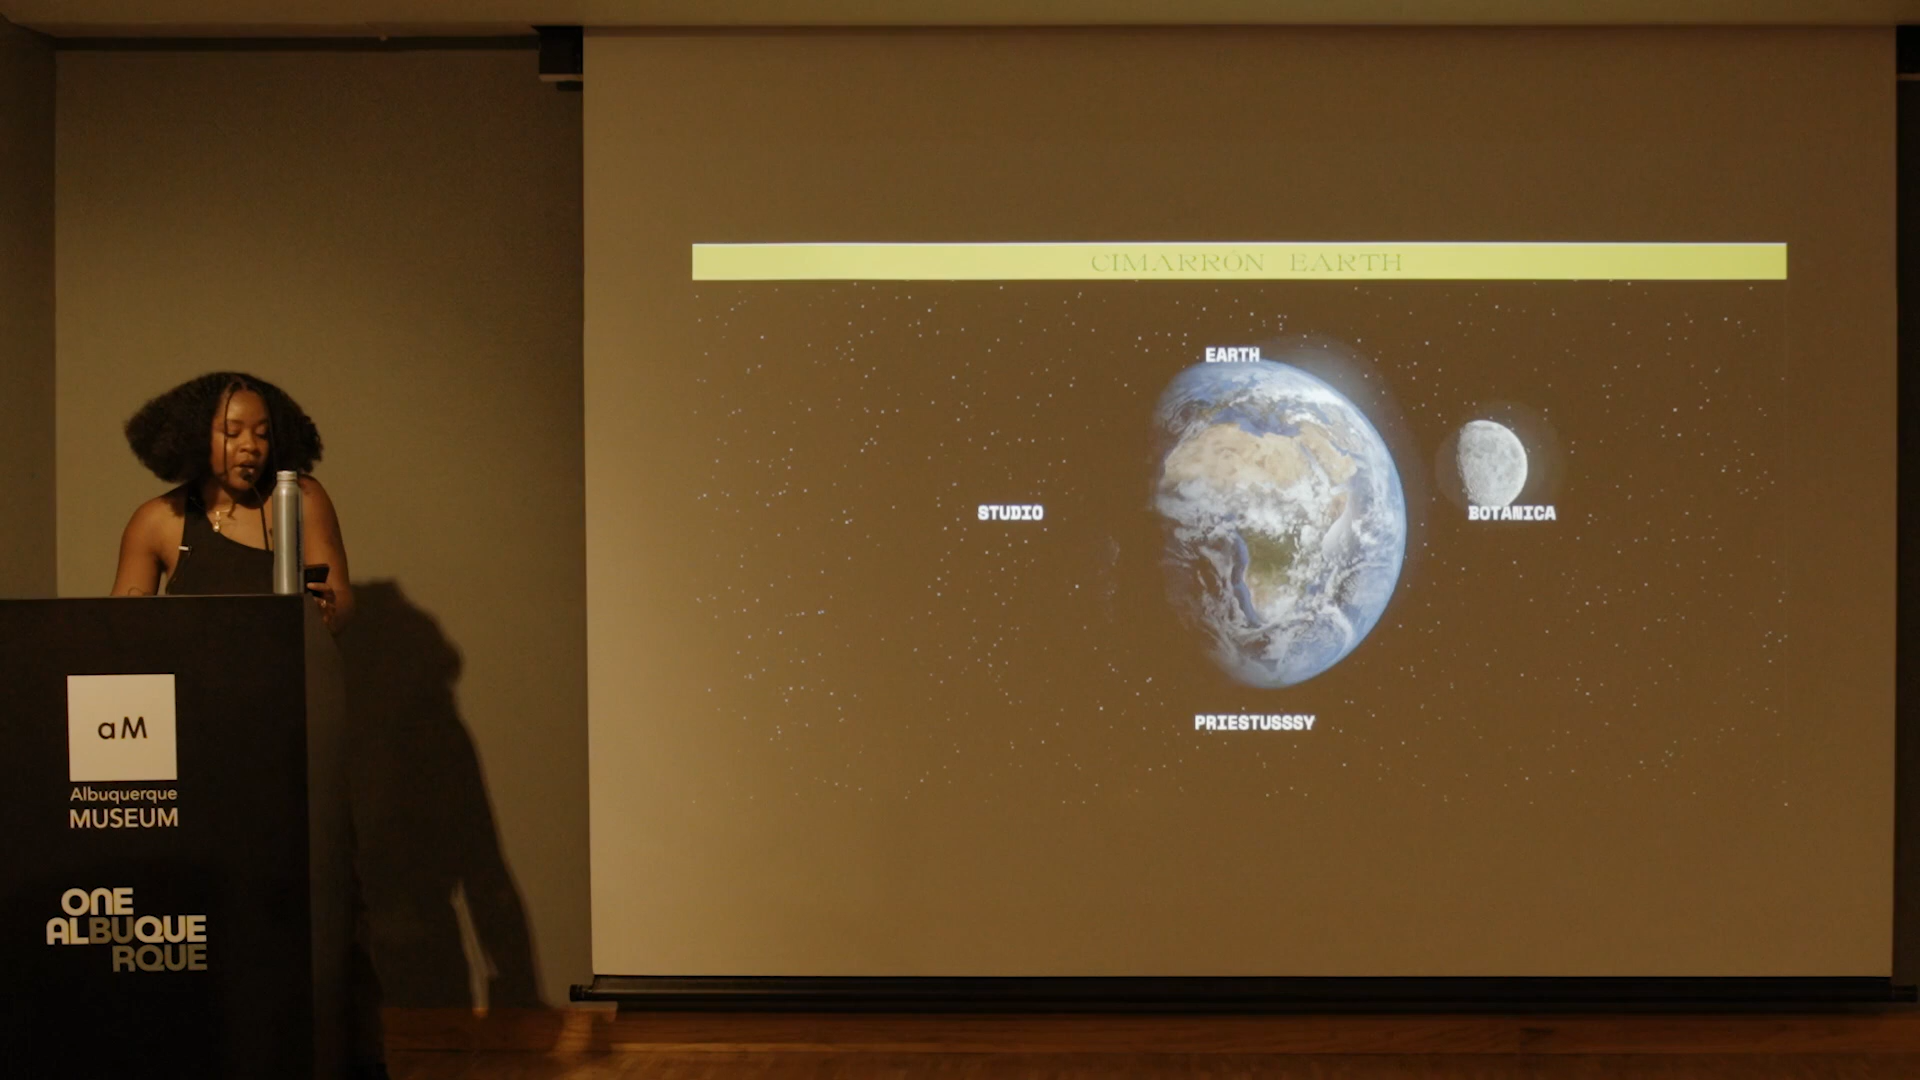 CIMARRON EARTH
EARTH
STUDIO
BOTANICA
PRIESTUSSSY
aM
Albuquerque
MUSEUM
ONE
ALBUQUE
RQUE